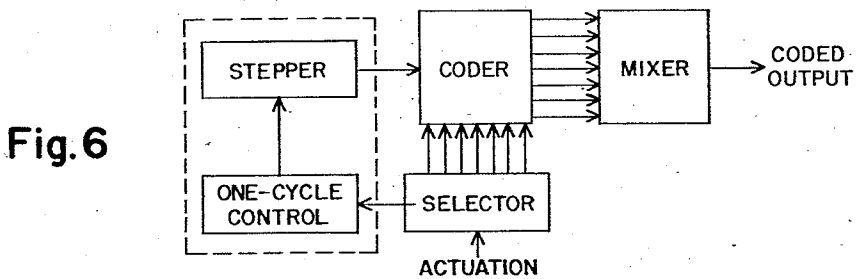 STEPPER
CODER
MIXER
CODED
OUTPUT
Fig.6
ONE-CYCLE
CONTROL
SELECTOR
ACTUATION